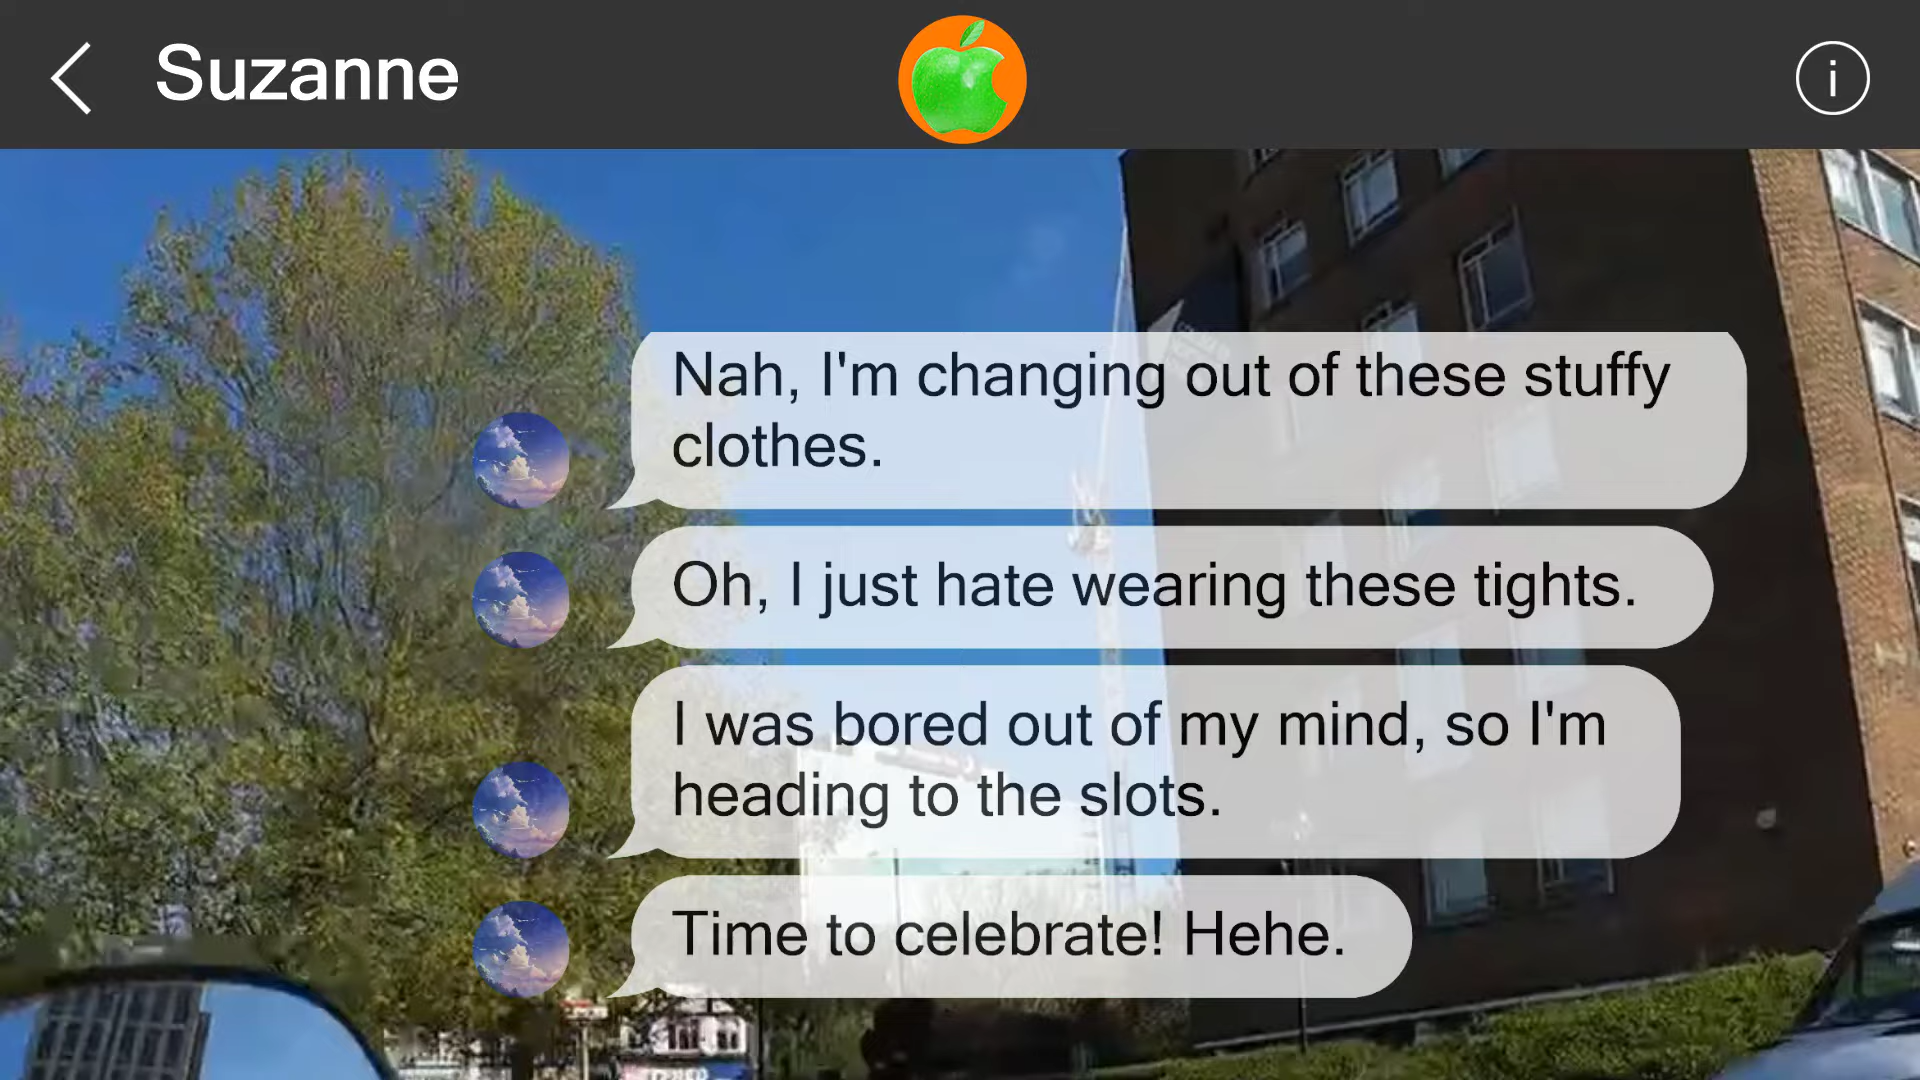 Suzanne
Nah, I'm changing out of these stuffy
clothes.
Oh, I just hate wearing these tights.
I was bored out of my mind, so I'm
heading to the slots.
Time to celebrate! Hehe.